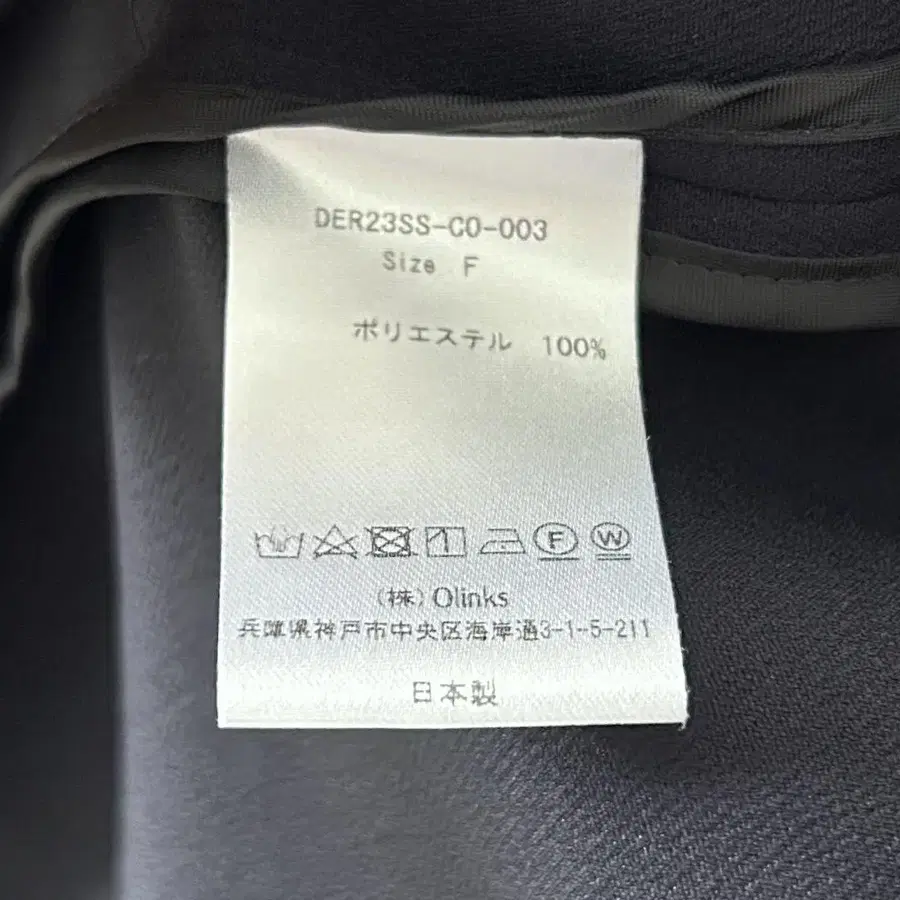 DER23SS-CO-003
Size F
ポリエステル 100%
F W
(株) Olinks
兵庫県神戸市中央区海岸通3-1-5-211
日本製